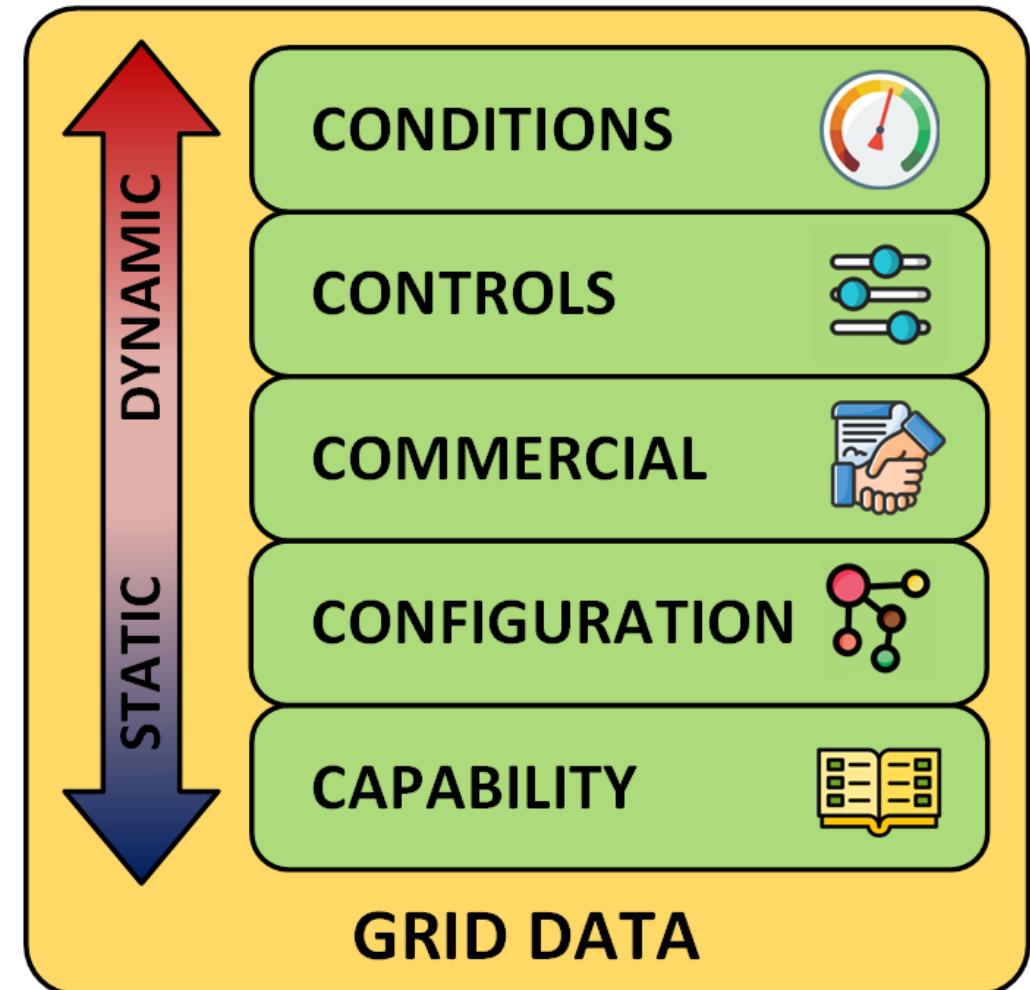 DYNAMIC
STATIC
CONDITIONS
CONTROLS
COMMERCIAL
CONFIGURATION
CAPABILITY
GRID DATA